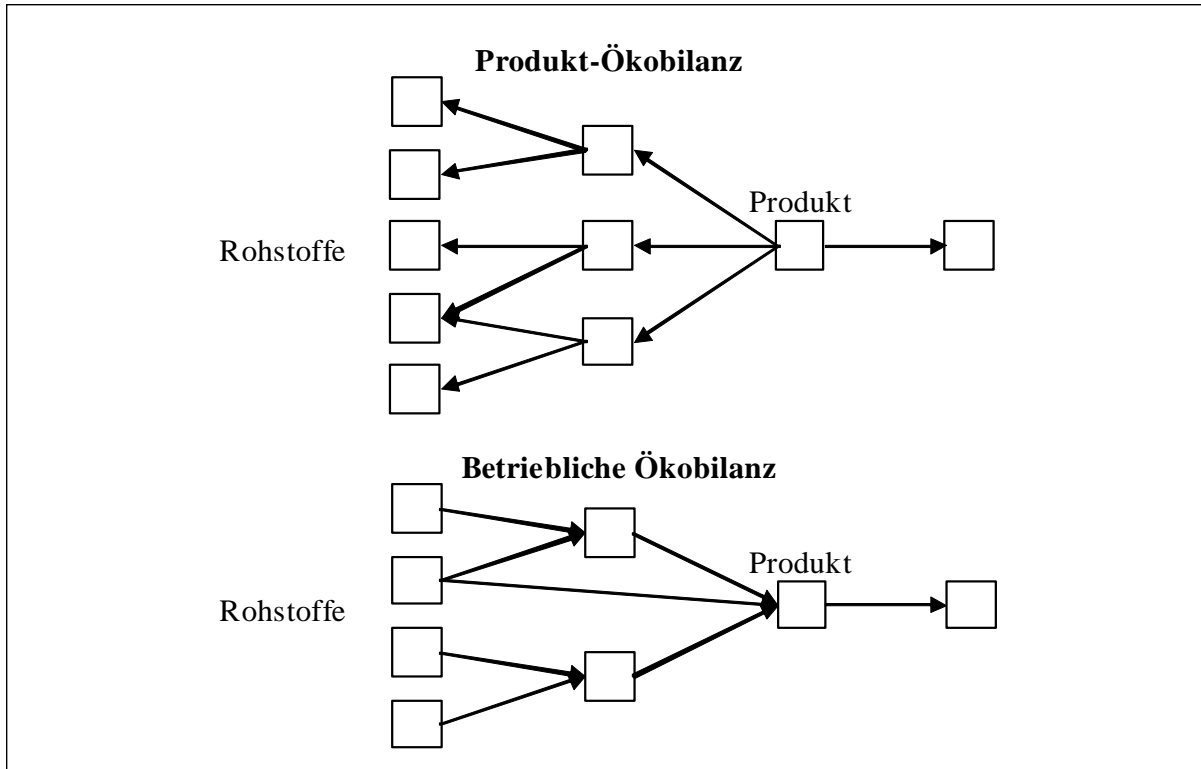 Produkt-Ökobilanz
Produkt
Rohstoffe
Betriebliche Ökobilanz
Produkt
Rohstoffe